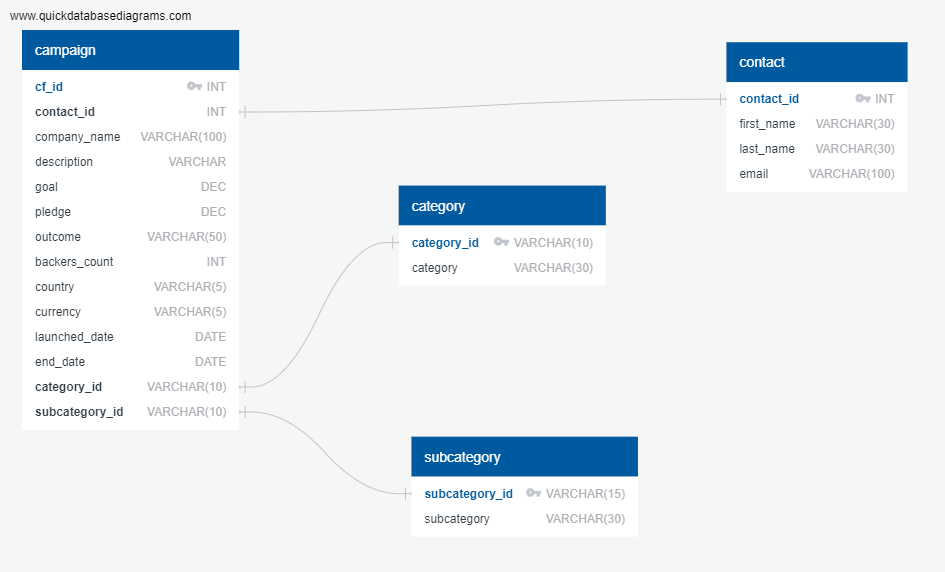 www.quickdatabasediagrams.com
campaign
cf_id INT
contact_id INT
company_name VARCHAR(100)
description VARCHAR
goal DEC
pledge DEC
outcome VARCHAR(50)
backers_count INT
country VARCHAR(5)
currency VARCHAR(5)
launched_date DATE
end_date DATE
category_id VARCHAR(10)
subcategory_id VARCHAR(10)
category
category_id VARCHAR(10)
category VARCHAR(30)
subcategory
subcategory_id VARCHAR(15)
subcategory VARCHAR(30)
contact
contact_id INT
first_name VARCHAR(30)
last_name VARCHAR(30)
email VARCHAR(100)